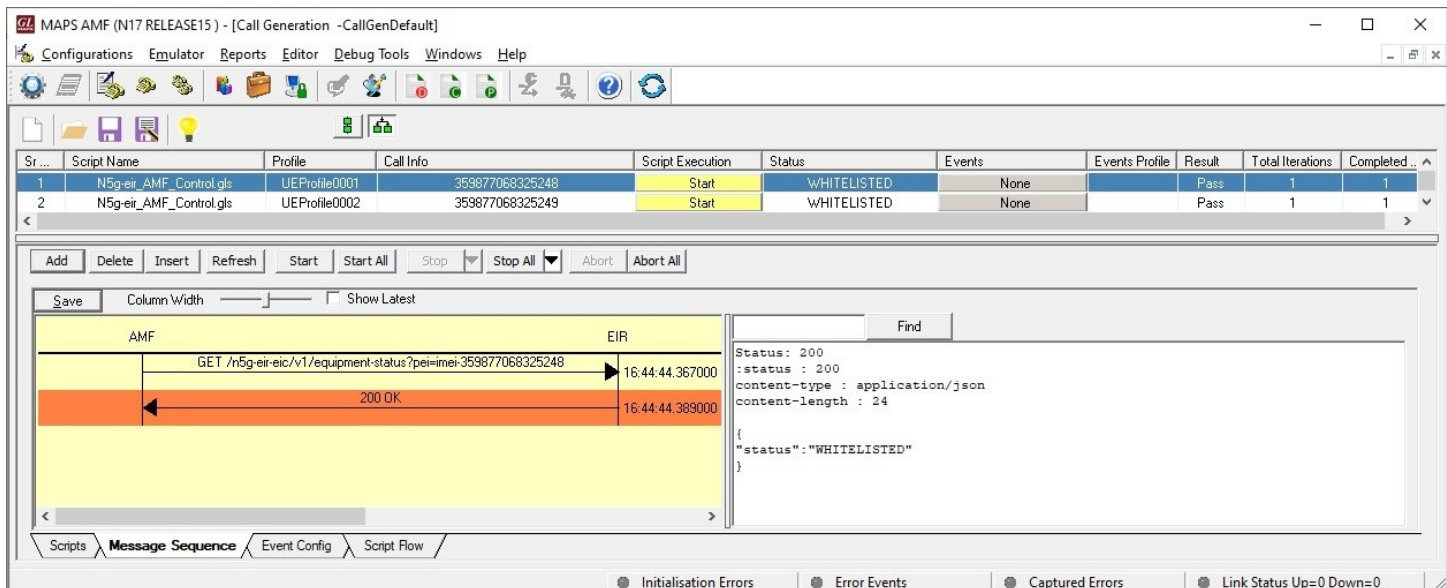 GL MAPS MAPS AMF (N17 RELEASE15 ) - [Call Generation -CallGenDefault]
Configurations Emulator Reports Editor Debug Tools Windows Help
Sr ... Script Name Profile Call Info Script Execution Status Events Events Profile Result Total Iterations Completed ..
1 N5g-eir_AMF_Control.gls UEProfile0001 359877068325248 Start WHITELISTED None Pass 1 1
2 N5g-eir_AMF_Control.gls UEProfile0002 359877068325249 Start WHITELISTED None Pass 1 1
Add Delete Insert Refresh Start Start All Stop Stop All Abort Abort All
Save Column Width Show Latest
AMF EIR
GET /n5g-eir-eic/v1/equipment-status?pei=imei-359877068325248
16:44:44.367000
200 OK
16:44:44.389000
Find
Status: 200
:status : 200
content-type : application/json
content-length : 24
{
"status":"WHITELISTED"
}
Scripts Message Sequence Event Config Script Flow
Initialisation Errors Error Events Captured Errors Link Status Up=0 Down=0